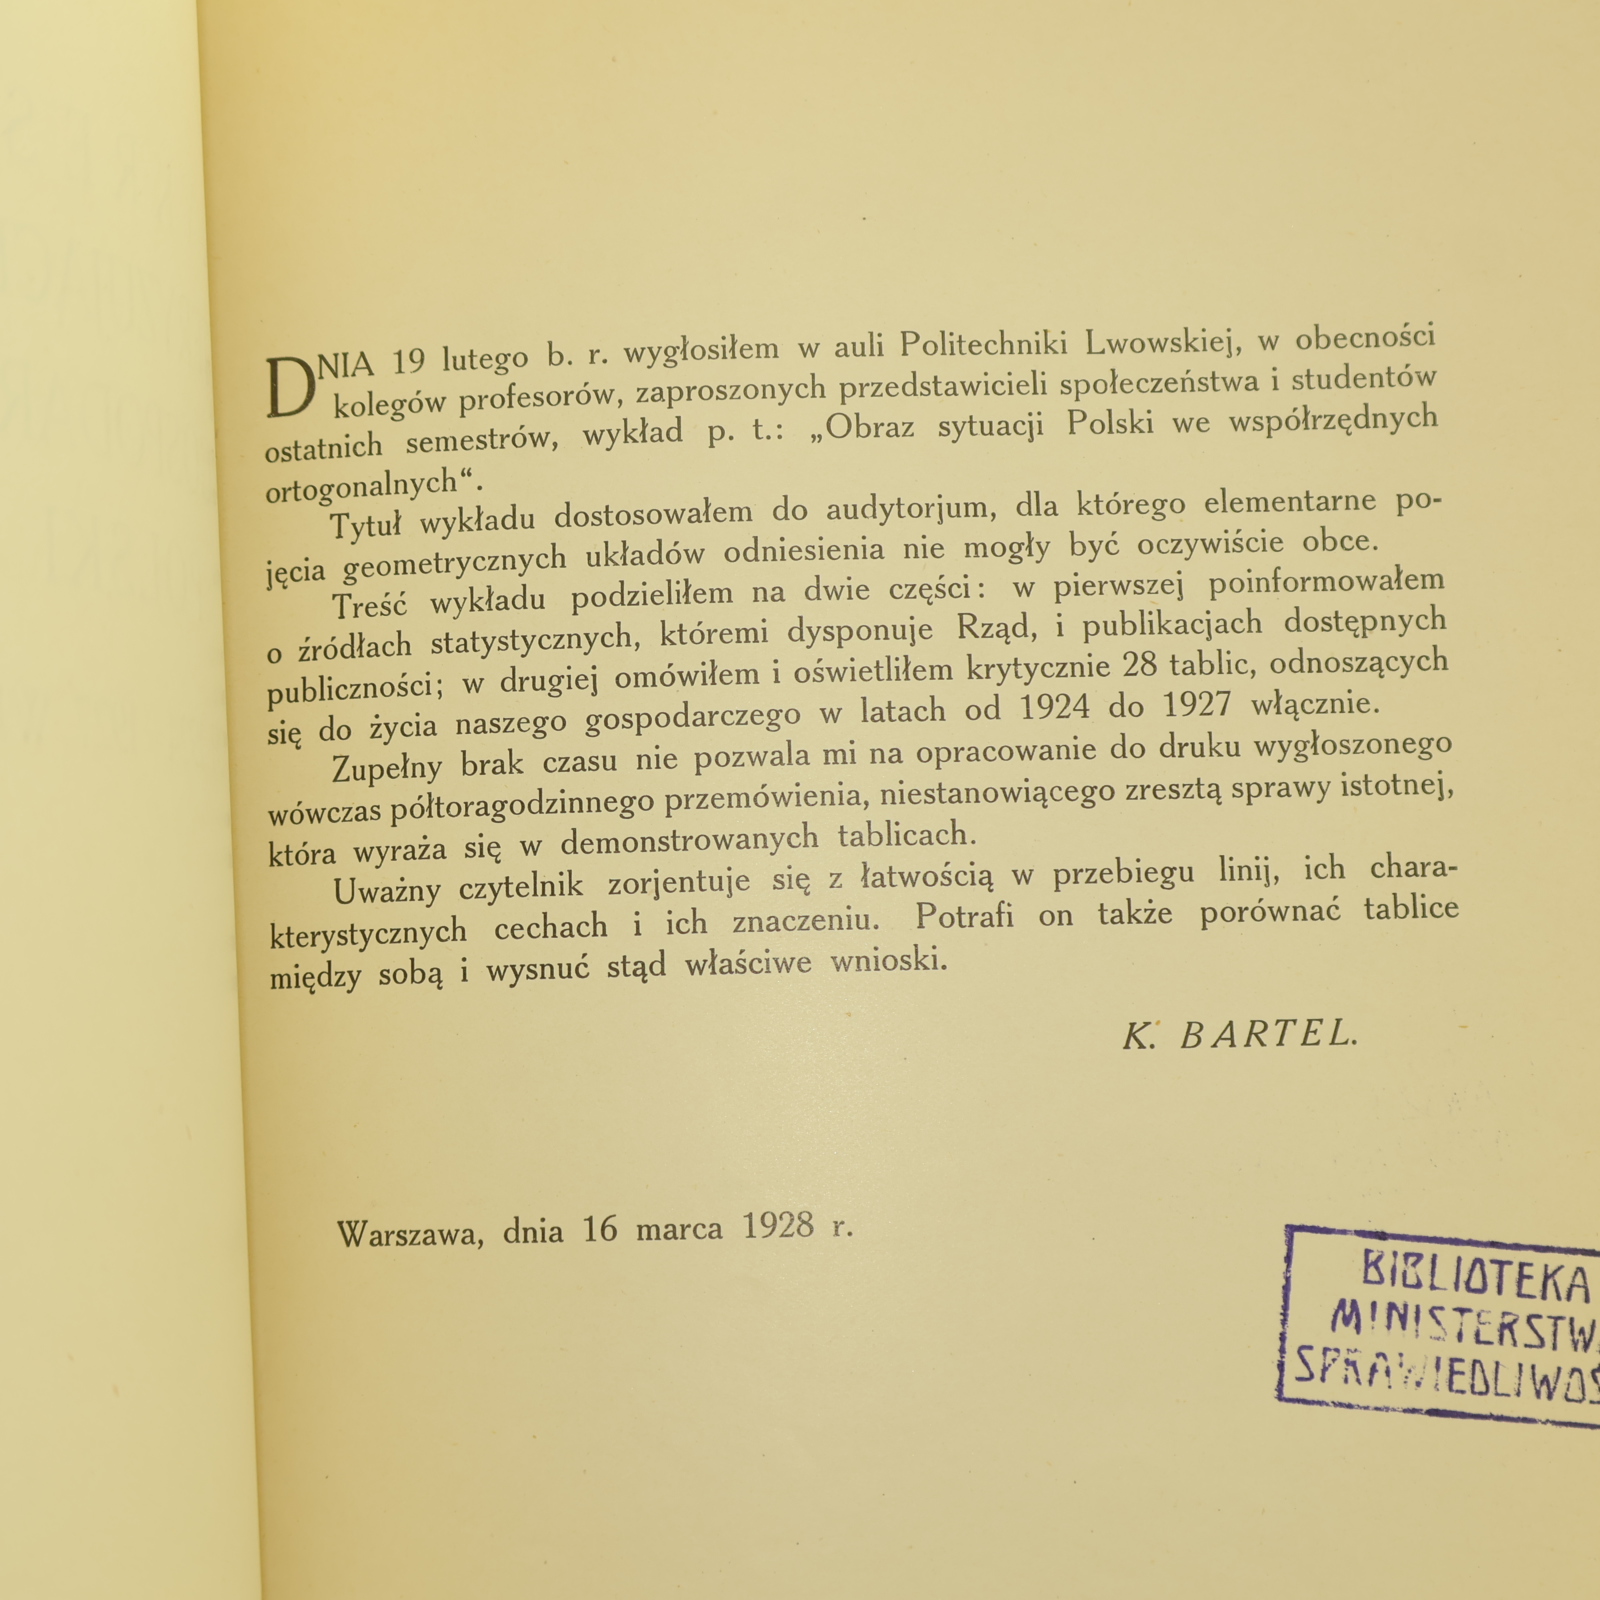 DNIA 19 lutego b. r. wygłosiłem w auli Politechniki Lwowskiej, w obecności
kolegów profesorów, zaproszonych przedstawicieli społeczeństwa i studentów
ostatnich semestrów, wykład p. t.: „Obraz sytuacji Polski we współrzędnych
ortogonalnych“.
Tytuł wykładu dostosowałem do audytorjum, dla którego elementarne po-
jęcia geometrycznych układów odniesienia nie mogły być oczywiście obce.
Treść wykładu podzieliłem na dwie części: w pierwszej poinformowałem
o źródłach statystycznych, któremi dysponuje Rząd, i publikacjach dostępnych
publiczności; w drugiej omówiłem i oświetliłem krytycznie 28 tablic, odnoszących
się do życia naszego gospodarczego w latach od 1924 do 1927 włącznie.
Zupełny brak czasu nie pozwala mi na opracowanie do druku wygłoszonego
wówczas półtoragodzinnego przemówienia, niestanowiącego zresztą sprawy istotnej,
która wyraża się w demonstrowanych tablicach.
Uważny czytelnik zorjentuje się z łatwością w przebiegu linij, ich chara-
kterystycznych cechach i ich znaczeniu. Potrafi on także porównać tablice
między sobą i wysnuć stąd właściwe wnioski.
K. BARTEL.
Warszawa, dnia 16 marca 1928 r.
BIBLIOTEKA
MINISTERSTW
SPRAWIEDLIWOŚ